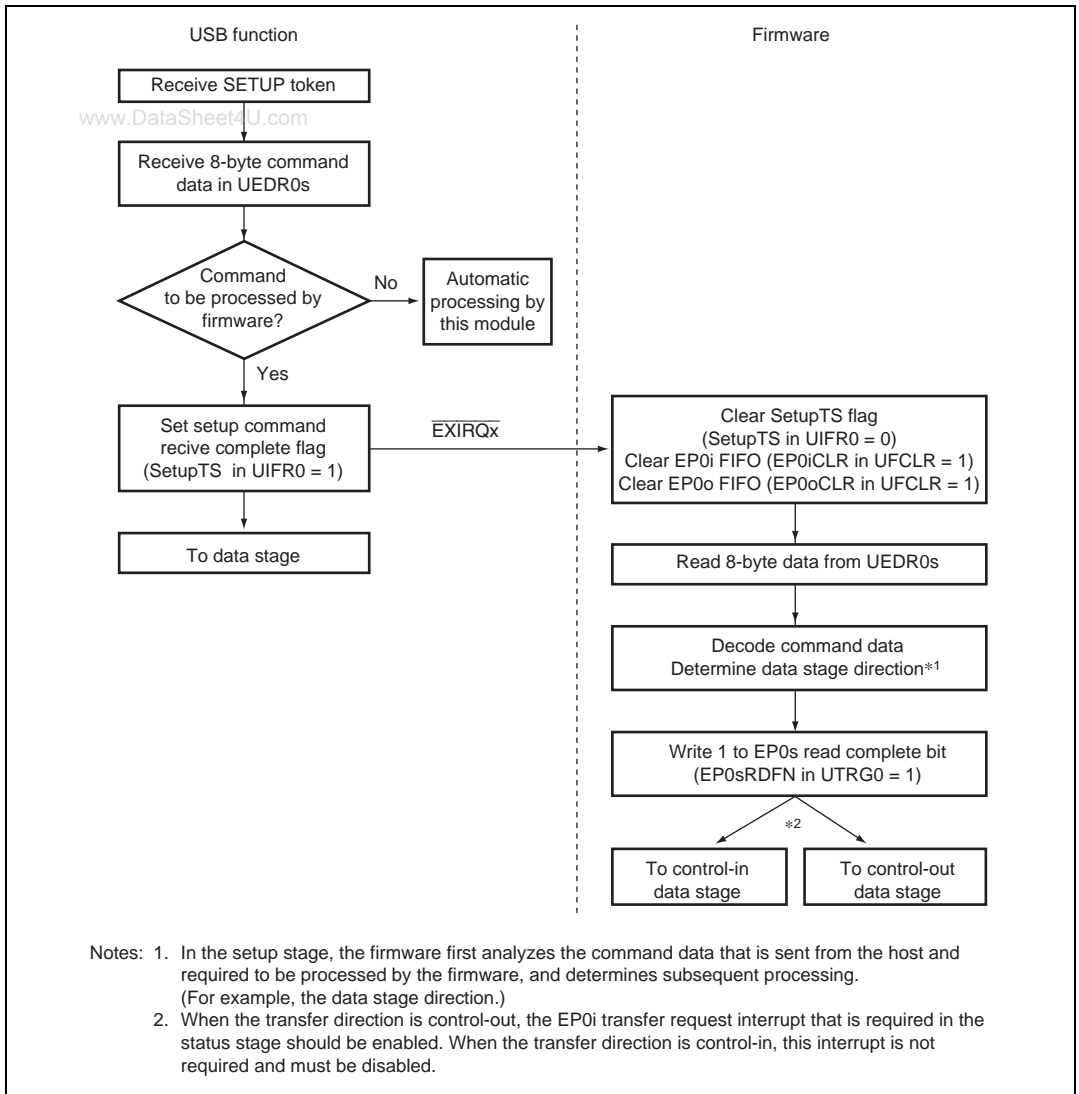 USB function
Firmware
Receive SETUP token
www.DataSheet4U.com
Receive 8-byte command
data in UEDR0s
Command
to be processed by
firmware?
No
Automatic
processing by
this module
Yes
Set setup command
recive complete flag
(SetupTS in UIFR0 = 1)
EXIRQx
To data stage
Clear SetupTS flag
(SetupTS in UIFR0 = 0)
Clear EP0i FIFO (EP0iCLR in UFCLR = 1)
Clear EP0o FIFO (EP0oCLR in UFCLR = 1)
Read 8-byte data from UEDR0s
Decode command data
Determine data stage direction*1
Write 1 to EP0s read complete bit
(EP0sRDFN in UTRG0 = 1)
*2
To control-in
data stage
To control-out
data stage
Notes: 1. In the setup stage, the firmware first analyzes the command data that is sent from the host and
required to be processed by the firmware, and determines subsequent processing.
(For example, the data stage direction.)
2. When the transfer direction is control-out, the EP0i transfer request interrupt that is required in the
status stage should be enabled. When the transfer direction is control-in, this interrupt is not
required and must be disabled.